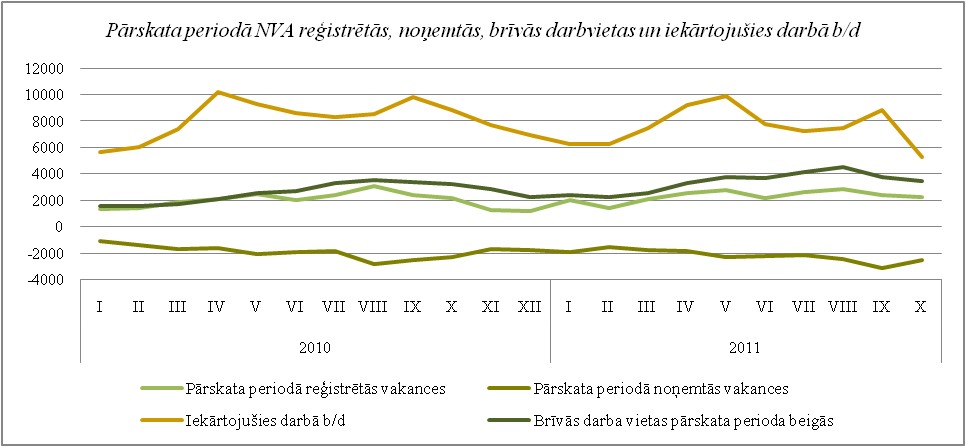 Pārskata periodā NVA reģistrētās, noņemtās, brīvās darbvietas un iekārtojušies darbā b/d
12000
10000
8000
6000
4000
2000
0
-2000
-4000
I II III IV V VI VII VIII IX X XI XII I II III IV V VI VII VIII IX X
2010 2011
Pārskata periodā reģistrētās vakances Pārskata periodā noņemtās vakances
Iekārtojušies darbā b/d Brīvās darba vietas pārskata perioda beigās